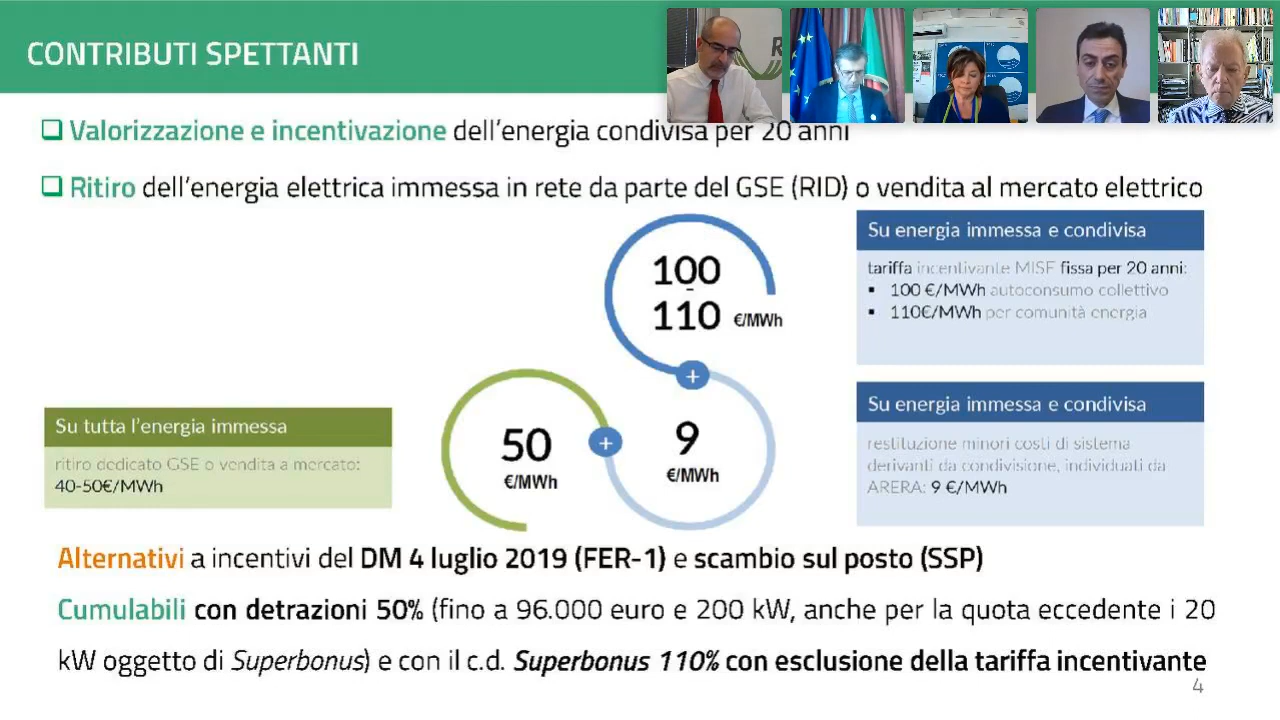 CONTRIBUTI SPETTANTI
Valorizzazione e incentivazione dell'energia condivisa per 20 anni
Ritiro dell'energia elettrica immessa in rete da parte del GSE (RID) o vendita al mercato elettrico
100
-
110 €/MWh
Su energia immessa e condivisa
tariffa incentivante MISE fissa per 20 anni:
▪ 100 €/MWh autoconsumo collettivo
▪ 110€/MWh per comunità energia
+
Su tutta l'energia immessa
ritiro dedicato GSE o vendita a mercato:
40-50€/MWh
50
€/MWh
+
9
€/MWh
Su energia immessa e condivisa
restituzione minori costi di sistema
derivanti da condivisione, individuati da
ARERA: 9 €/MWh
Alternativi a incentivi del DM 4 luglio 2019 (FER-1) e scambio sul posto (SSP)
Cumulabili con detrazioni 50% (fino a 96.000 euro e 200 kW, anche per la quota eccedente i 20
kW oggetto di Superbonus) e con il c.d. Superbonus 110% con esclusione della tariffa incentivante
4